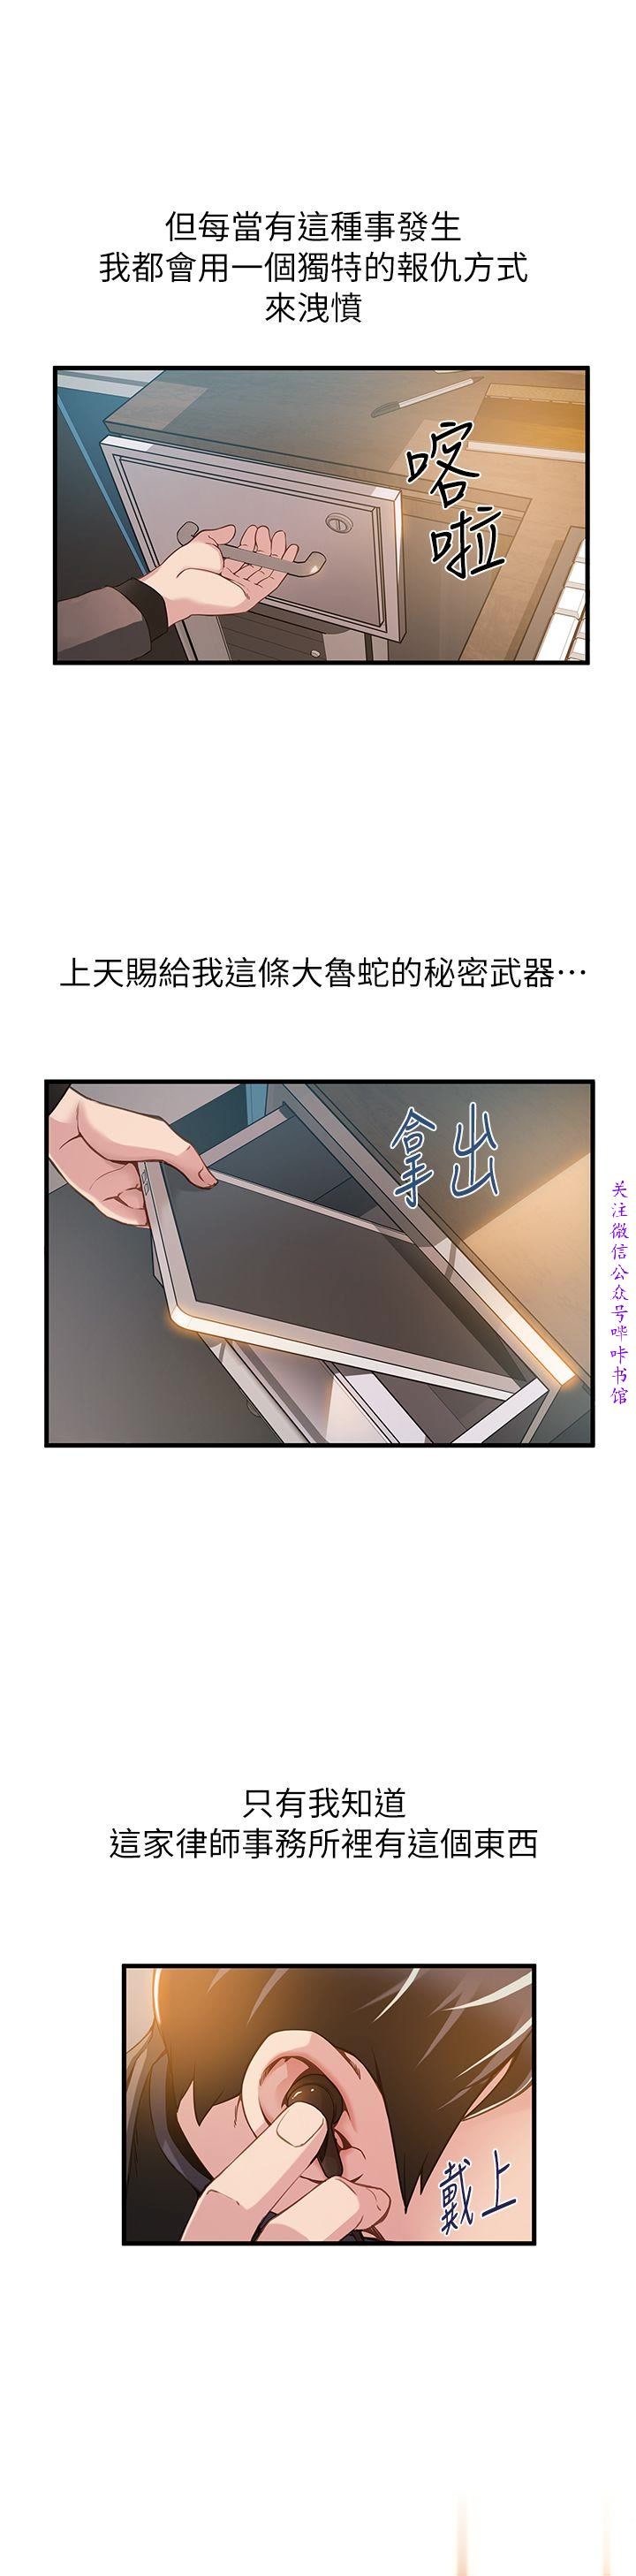 但每當有這種事發生
我都會用一個獨特的報仇方式
來洩憤
喀啦
上天賜給我這條大魯蛇的秘密武器⋯
拿出
关注微信公众号哔咔书馆
只有我知道
這家律師事務所裡有這個東西
戴上